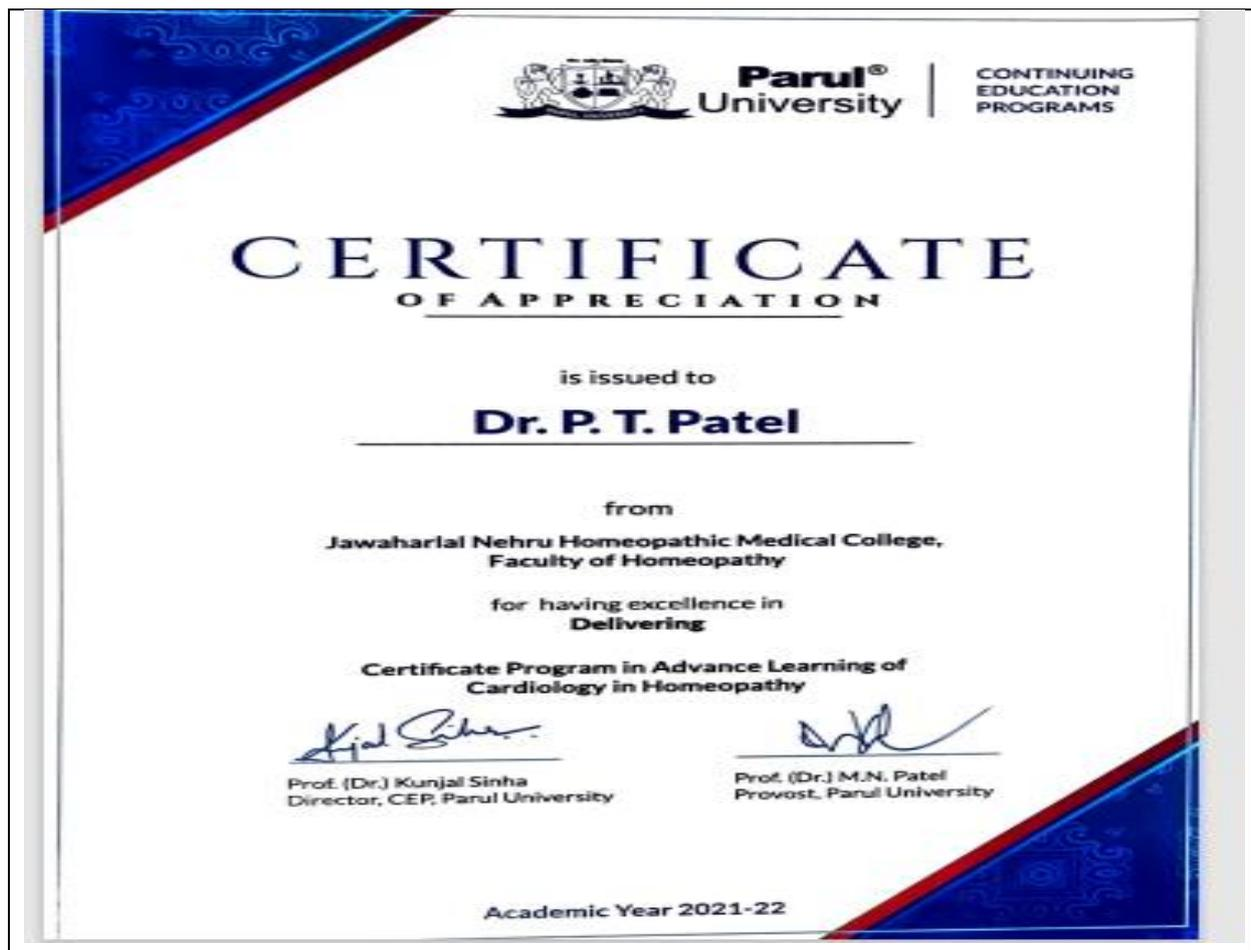 Parul®
University
CONTINUING
EDUCATION
PROGRAMS
CERTIFICATE
OF APPRECIATION
is issued to
Dr. P. T. Patel
from
Jawaharlal Nehru Homeopathic Medical College,
Faculty of Homeopathy
for having excellence in
Delivering
Certificate Program in Advance Learning of
Cardiology in Homeopathy
Prof. (Dr.) Kunjal Sinha
Director, CEP, Parul University
Prof. (Dr.) M.N. Patel
Provost, Parul University
Academic Year 2021-22